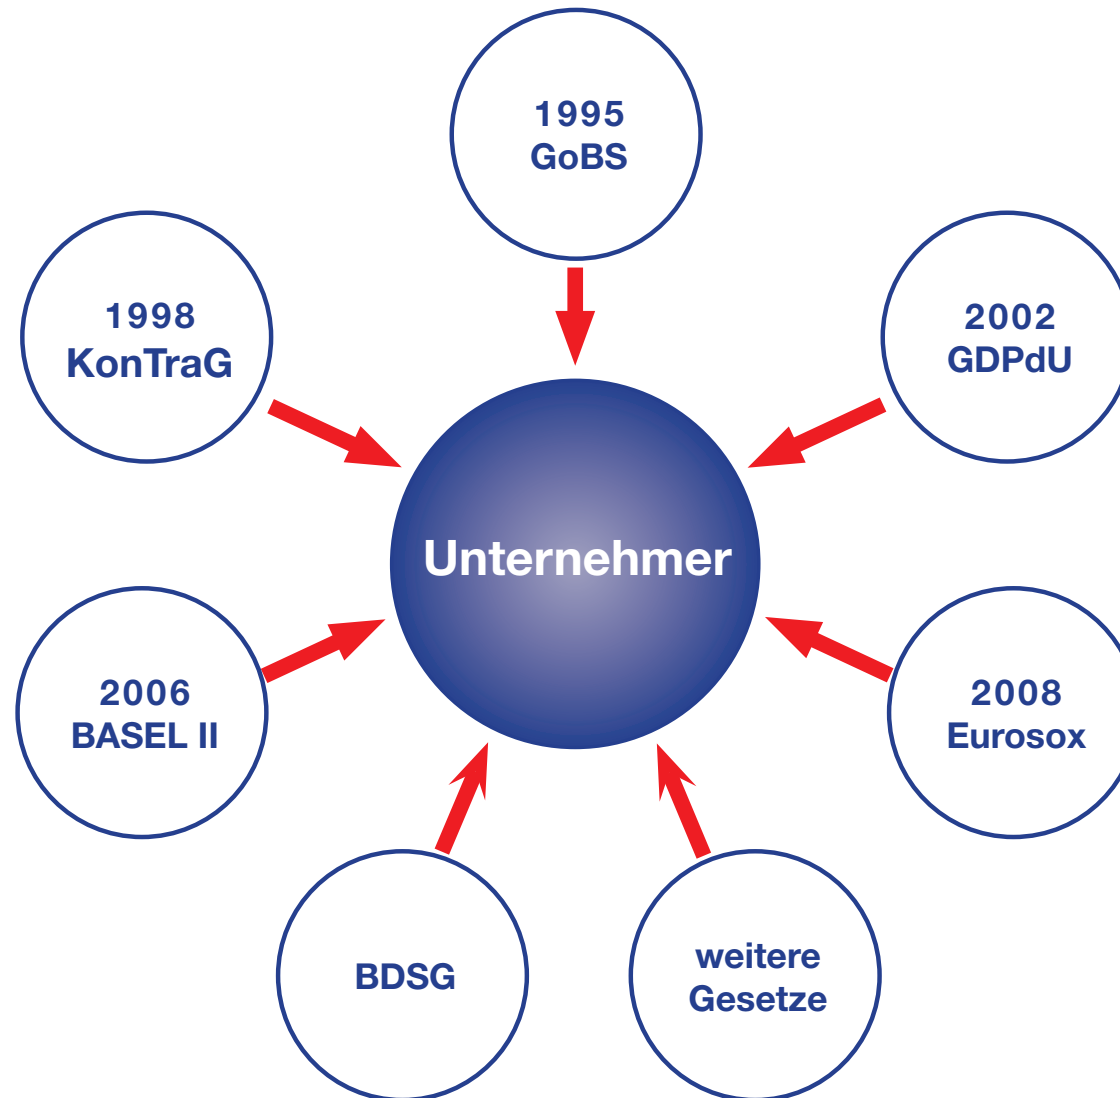 1995
GoBS
1998
KonTraG
2002
GDPdU
Unternehmer
2006
BASEL II
2008
Eurosox
BDSG
weitere
Gesetze